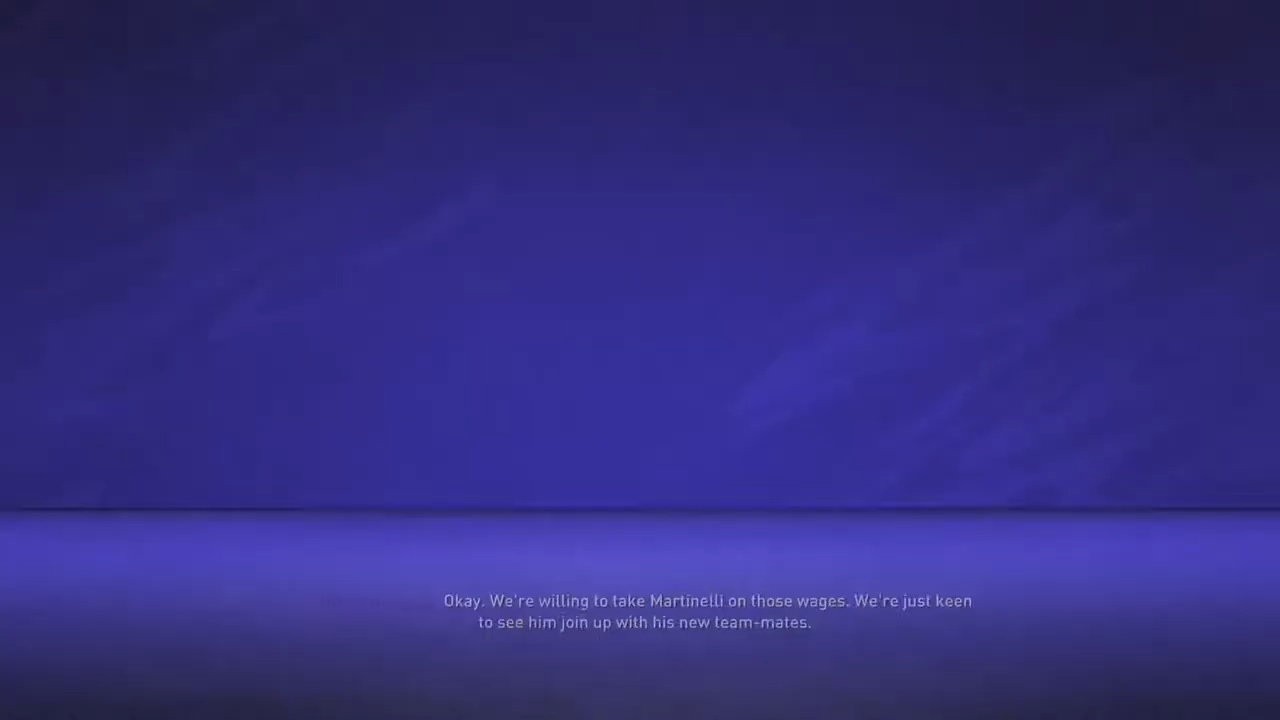 Okay. We're willing to take Martinelli on those wages. We're just keen
to see him join up with his new team-mates.